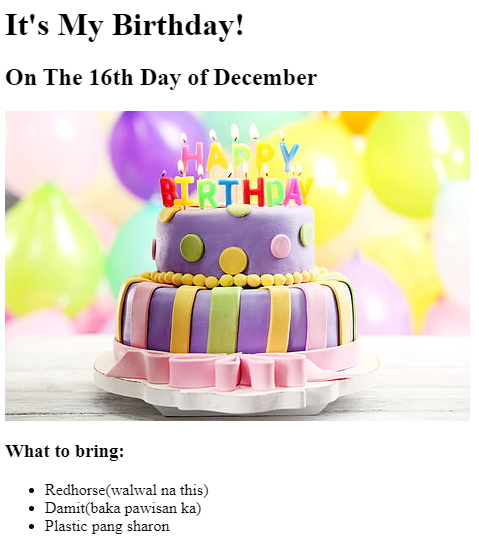 It's My Birthday!
On The 16th Day of December
HAPPY
BIRTHDAY
What to bring:
Redhorse(walwal na this)
Damit(baka pawisan ka)
Plastic pang sharon